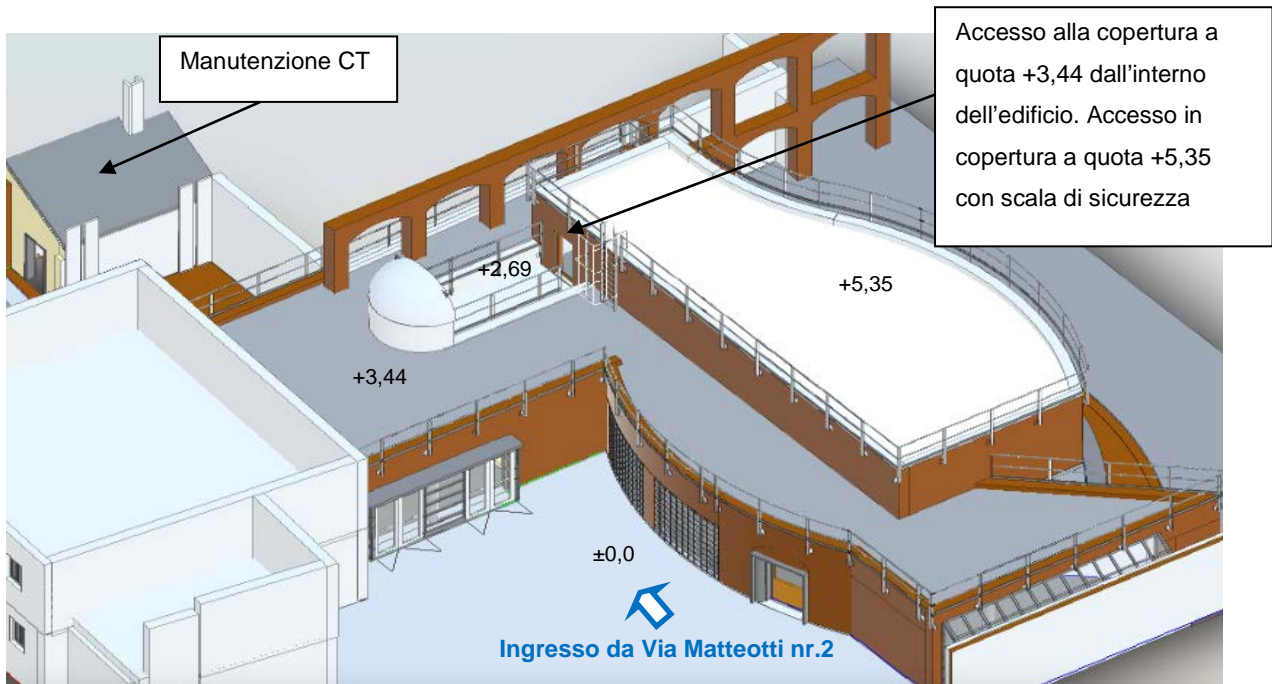 Manutenzione CT
Accesso alla copertura a
quota +3,44 dall’interno
dell’edificio. Accesso in
copertura a quota +5,35
con scala di sicurezza
+2,69
+5,35
+3,44
±0,0
Ingresso da Via Matteotti nr.2